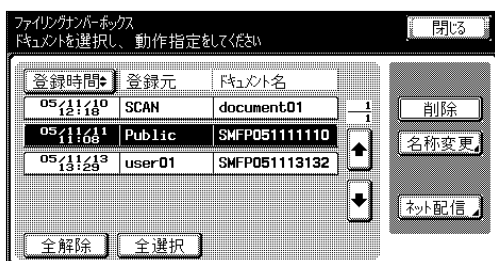 ファイリングナンバーボックス
ドキュメントを選択し、動作指定をしてください
閉じる
登録時間 登録元 ドキュメント名
05/11/10 12:18 SCAN document01
05/11/11 11:08 Public SMFP051111110
05/11/13 13:29 user01 SMFP051113132
1
1
削除
名称変更
ネット配信
全解除 全選択